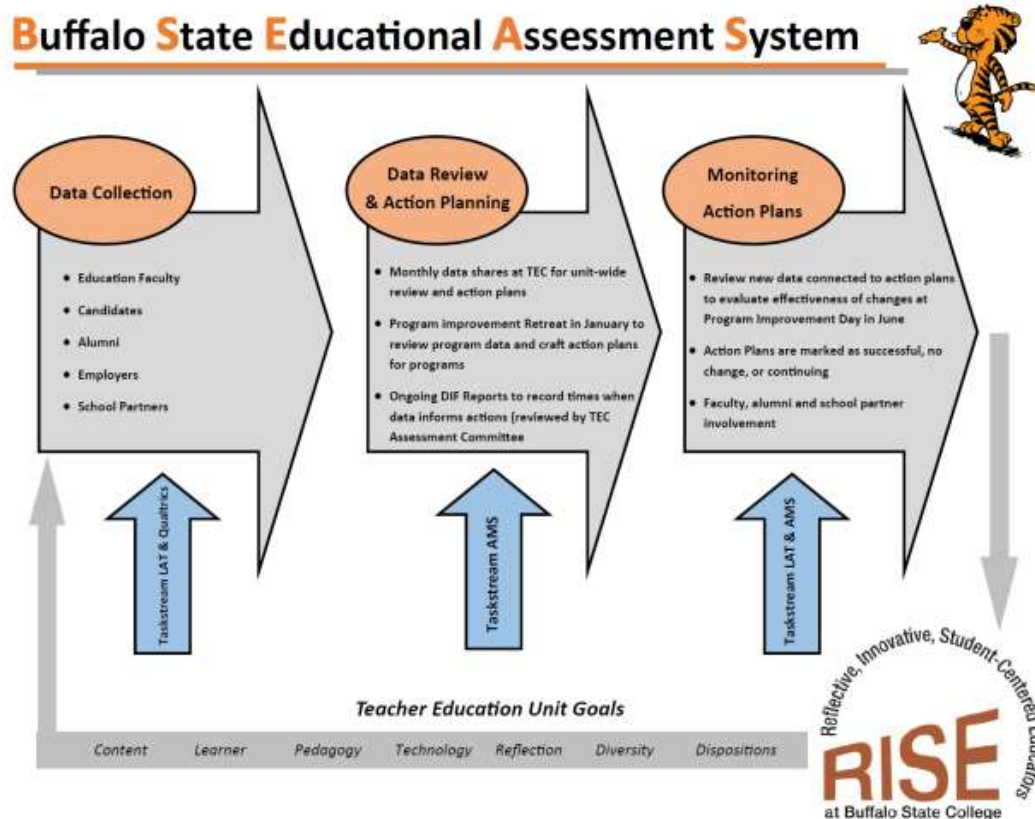 Buffalo State Educational Assessment System
Data Collection
• Education Faculty
• Candidates
• Alumni
• Employers
• School Partners
Data Review
& Action Planning
• Monthly data shares at TEC for unit-wide
review and action plans
• Program improvement Retreat in January to
review program data and craft action plans
for programs
• Ongoing DIF Reports to record times when
data informs actions (reviewed by TEC
Assessment Committee
Monitoring
Action Plans
• Review new data connected to action plans
to evaluate effectiveness of changes at
Program Improvement Day in June
• Action Plans are marked as successful, no
change, or continuing
• Faculty, alumni and school partner
involvement
Taskstream LAT & Qualtrics
Taskstream AMS
Taskstream LAT & AMS
Teacher Education Unit Goals
Content Learner Pedagogy Technology Reflection Diversity Dispositions
Reflective, Innovative, Student-Centered Educators
RISE
at Buffalo State College